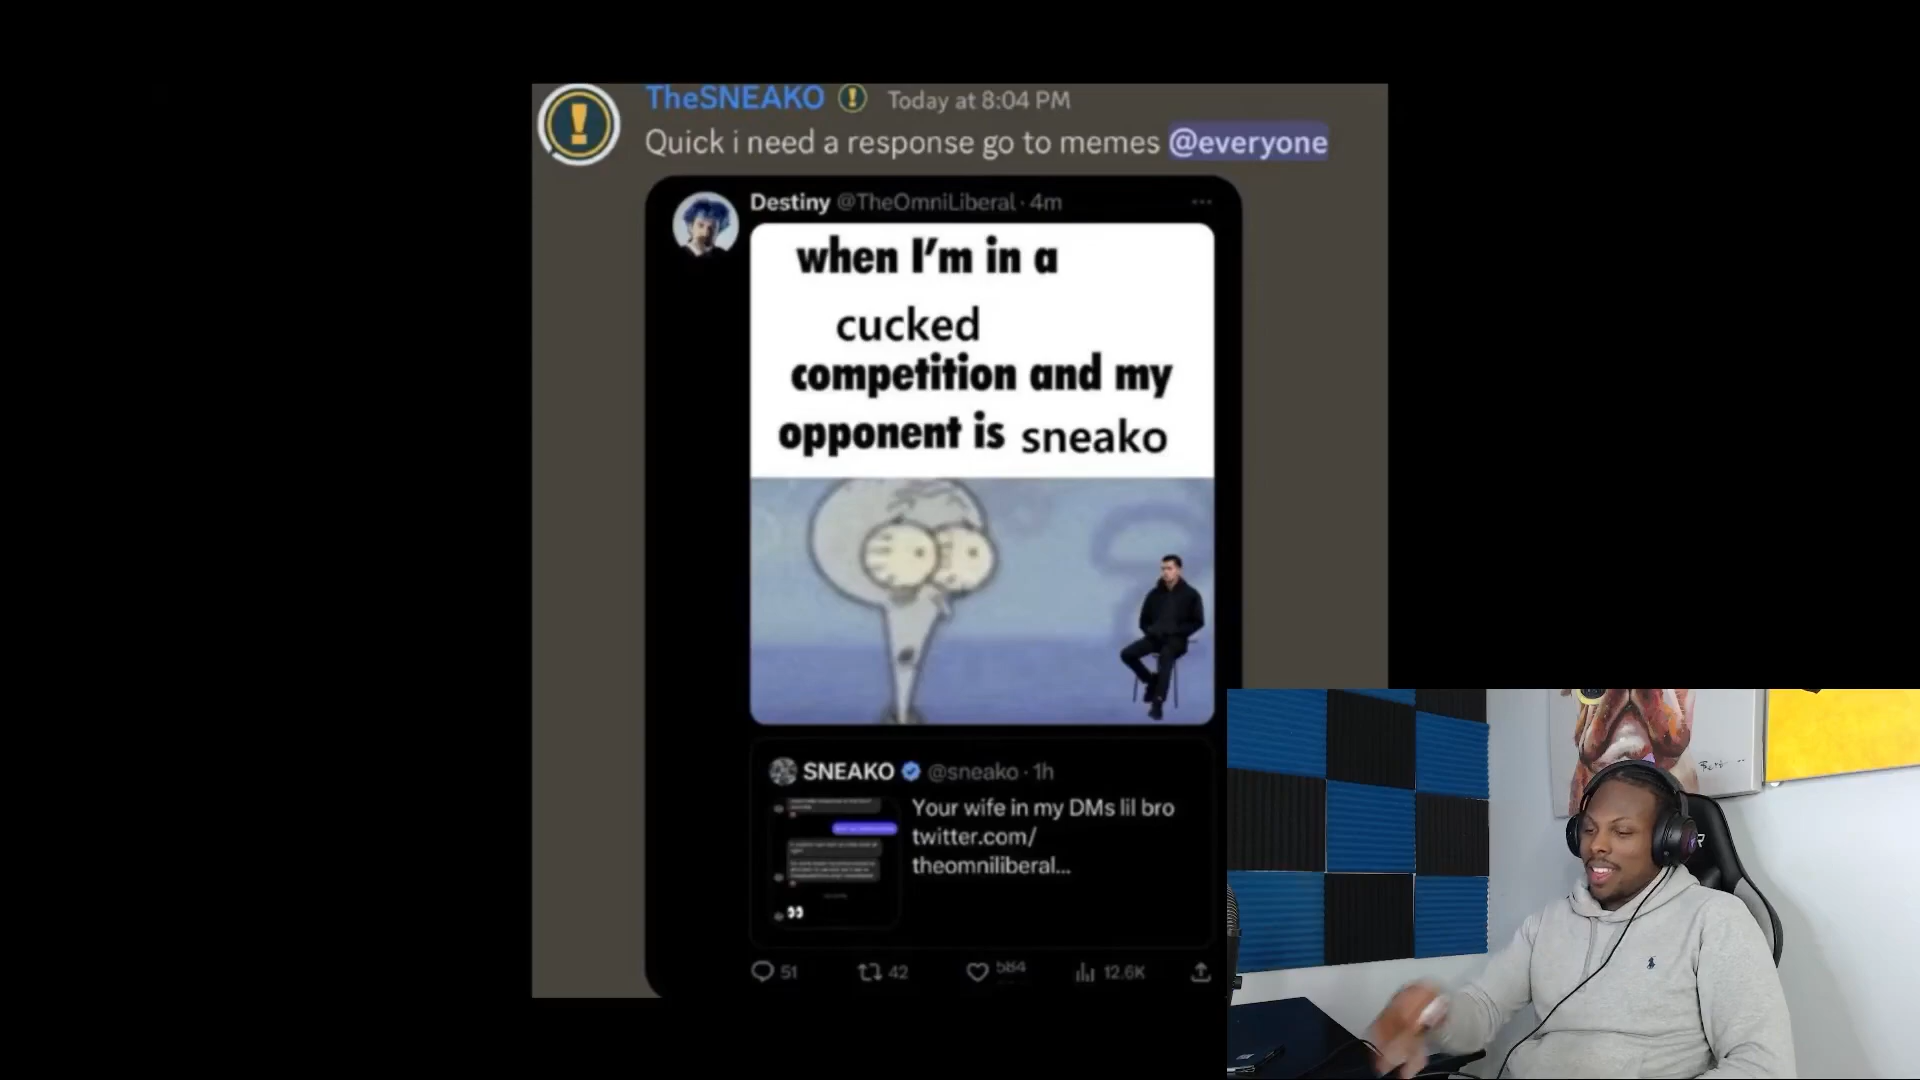 TheSNEAKO Today at 8:04 PM
Quick i need a response go to memes @everyone
Destiny @TheOmniLiberal · 4m
when I'm in a
cucked
competition and my
opponent is sneako
SNEAKO @sneako · 1h
Your wife in my DMs lil bro
twitter.com/
theomniliberal...
51 42 584 12.6K